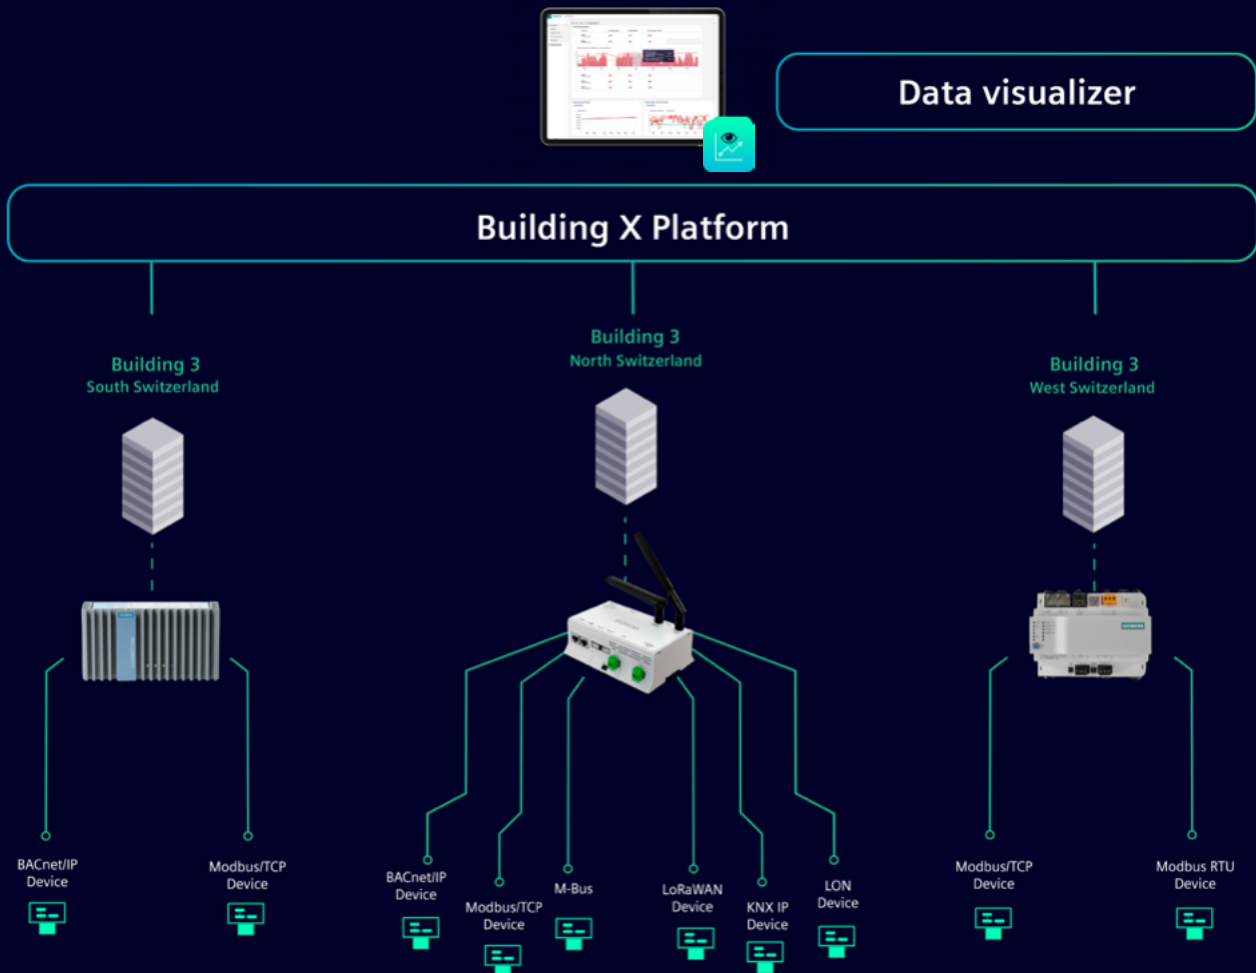 Data visualizer
Building X Platform
Building 3
South Switzerland
Building 3
North Switzerland
Building 3
West Switzerland
SIEMENS
BACnet/IP
Device
Modbus/TCP
Device
BACnet/IP
Device
Modbus/TCP
Device
M-Bus
LoRaWAN
Device
KNX IP
Device
LON
Device
Modbus/TCP
Device
Modbus RTU
Device